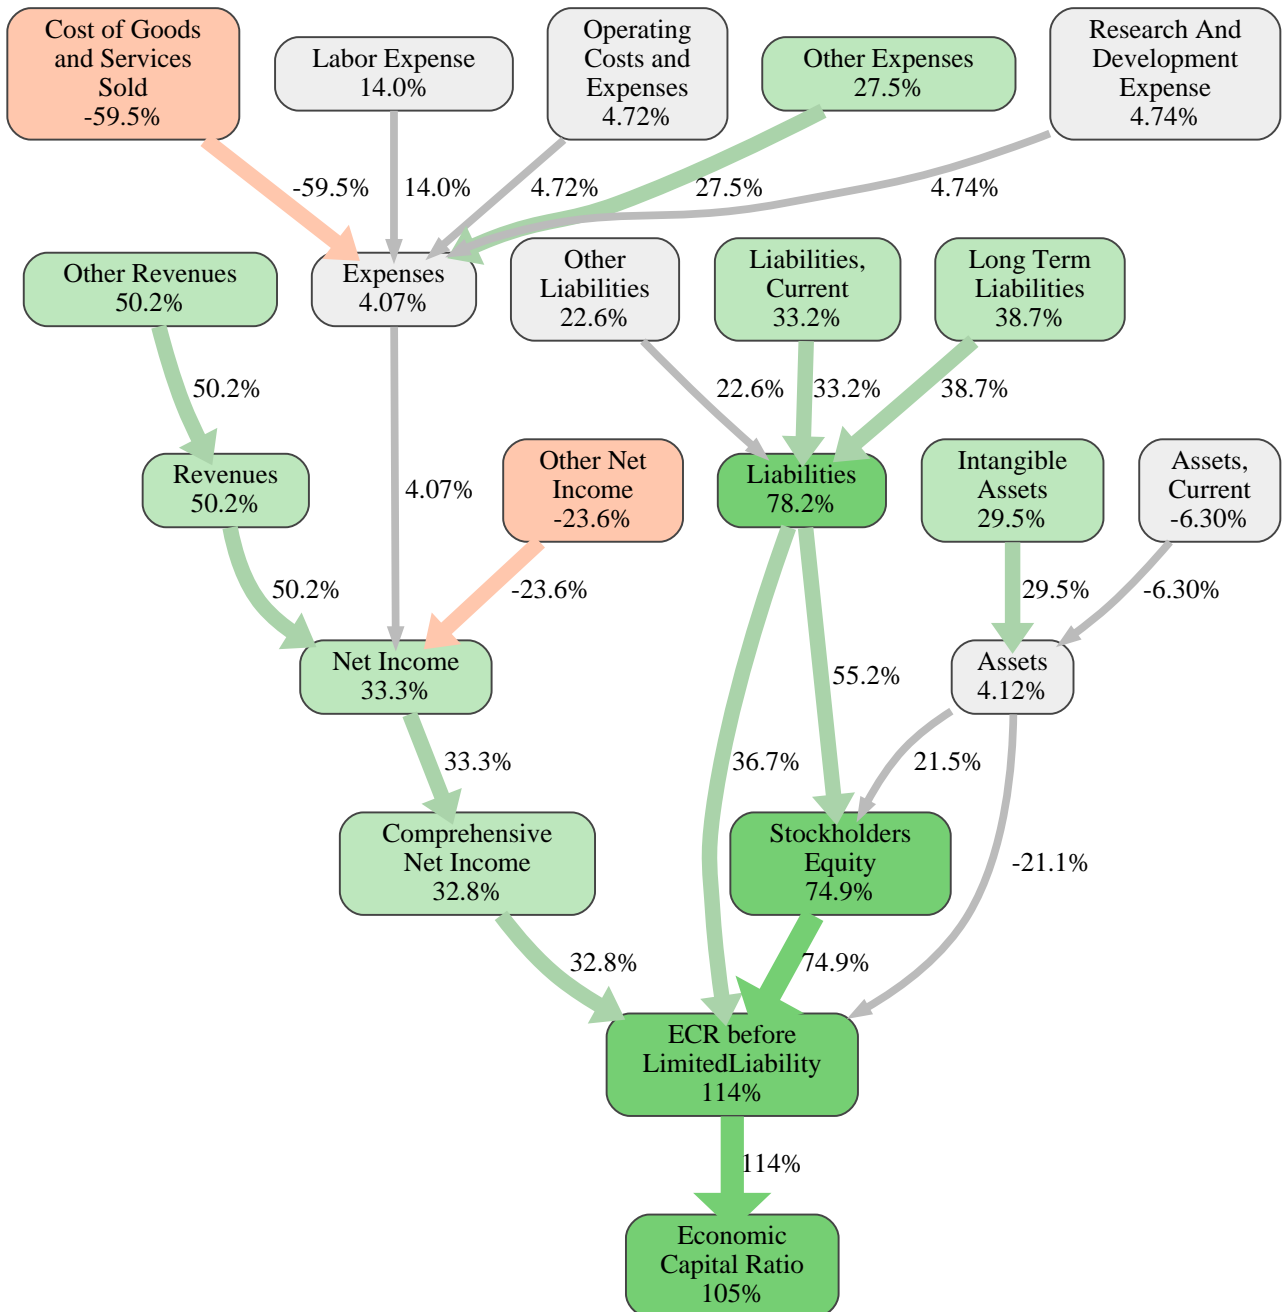 Cost of Goods
and Services
Sold
-59.5%
Labor Expense
14.0%
Operating
Costs and
Expenses
4.72%
Other Expenses
27.5%
Research And
Development
Expense
4.74%
-59.5%
14.0%
4.72%
27.5%
4.74%
Other Revenues
50.2%
Expenses
4.07%
Other
Liabilities
22.6%
Liabilities,
Current
33.2%
Long Term
Liabilities
38.7%
50.2%
22.6%
33.2%
38.7%
Revenues
50.2%
4.07%
Other Net
Income
-23.6%
Liabilities
78.2%
Intangible
Assets
29.5%
Assets,
Current
-6.30%
50.2%
-23.6%
29.5%
-6.30%
Net Income
33.3%
55.2%
Assets
4.12%
33.3%
36.7%
21.5%
Comprehensive
Net Income
32.8%
Stockholders
Equity
74.9%
-21.1%
32.8%
74.9%
ECR before
LimitedLiability
114%
114%
Economic
Capital Ratio
105%